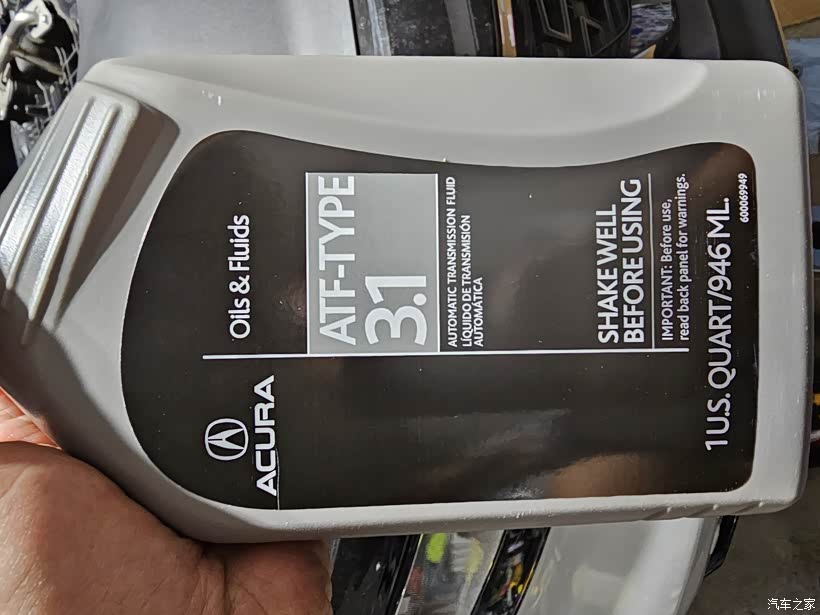 ACURA
Oils & Fluids
ATF-TYPE
3.1
AUTOMATIC TRANSMISSION FLUID
LÍQUIDO DE TRANSMISIÓN
AUTOMÁTICA
SHAKE WELL
BEFORE USING
IMPORTANT: Before use,
read back panel for warnings.
1 U.S. QUART/946 ML.
600069949
汽车之家